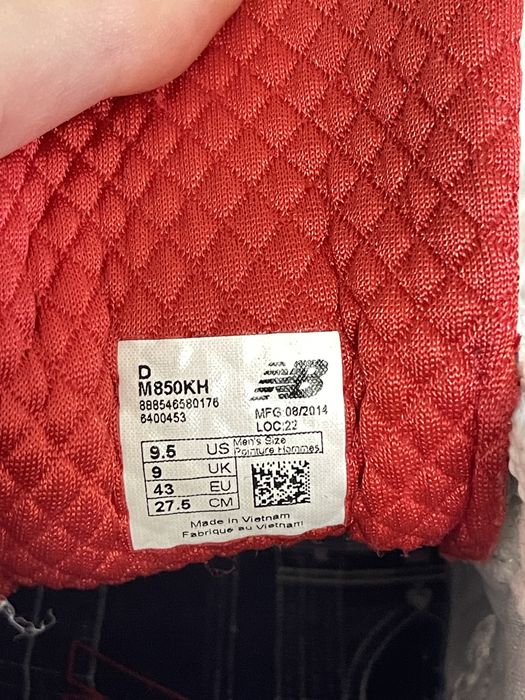 D
M850KH
888546580176
6400453
NB
MFG 08/2014
LOC:22
9.5 US Men's Size
Pointure Hommes
9 UK
43 EU
27.5 CM
Made in Vietnam
Fabriqué au Vietnam